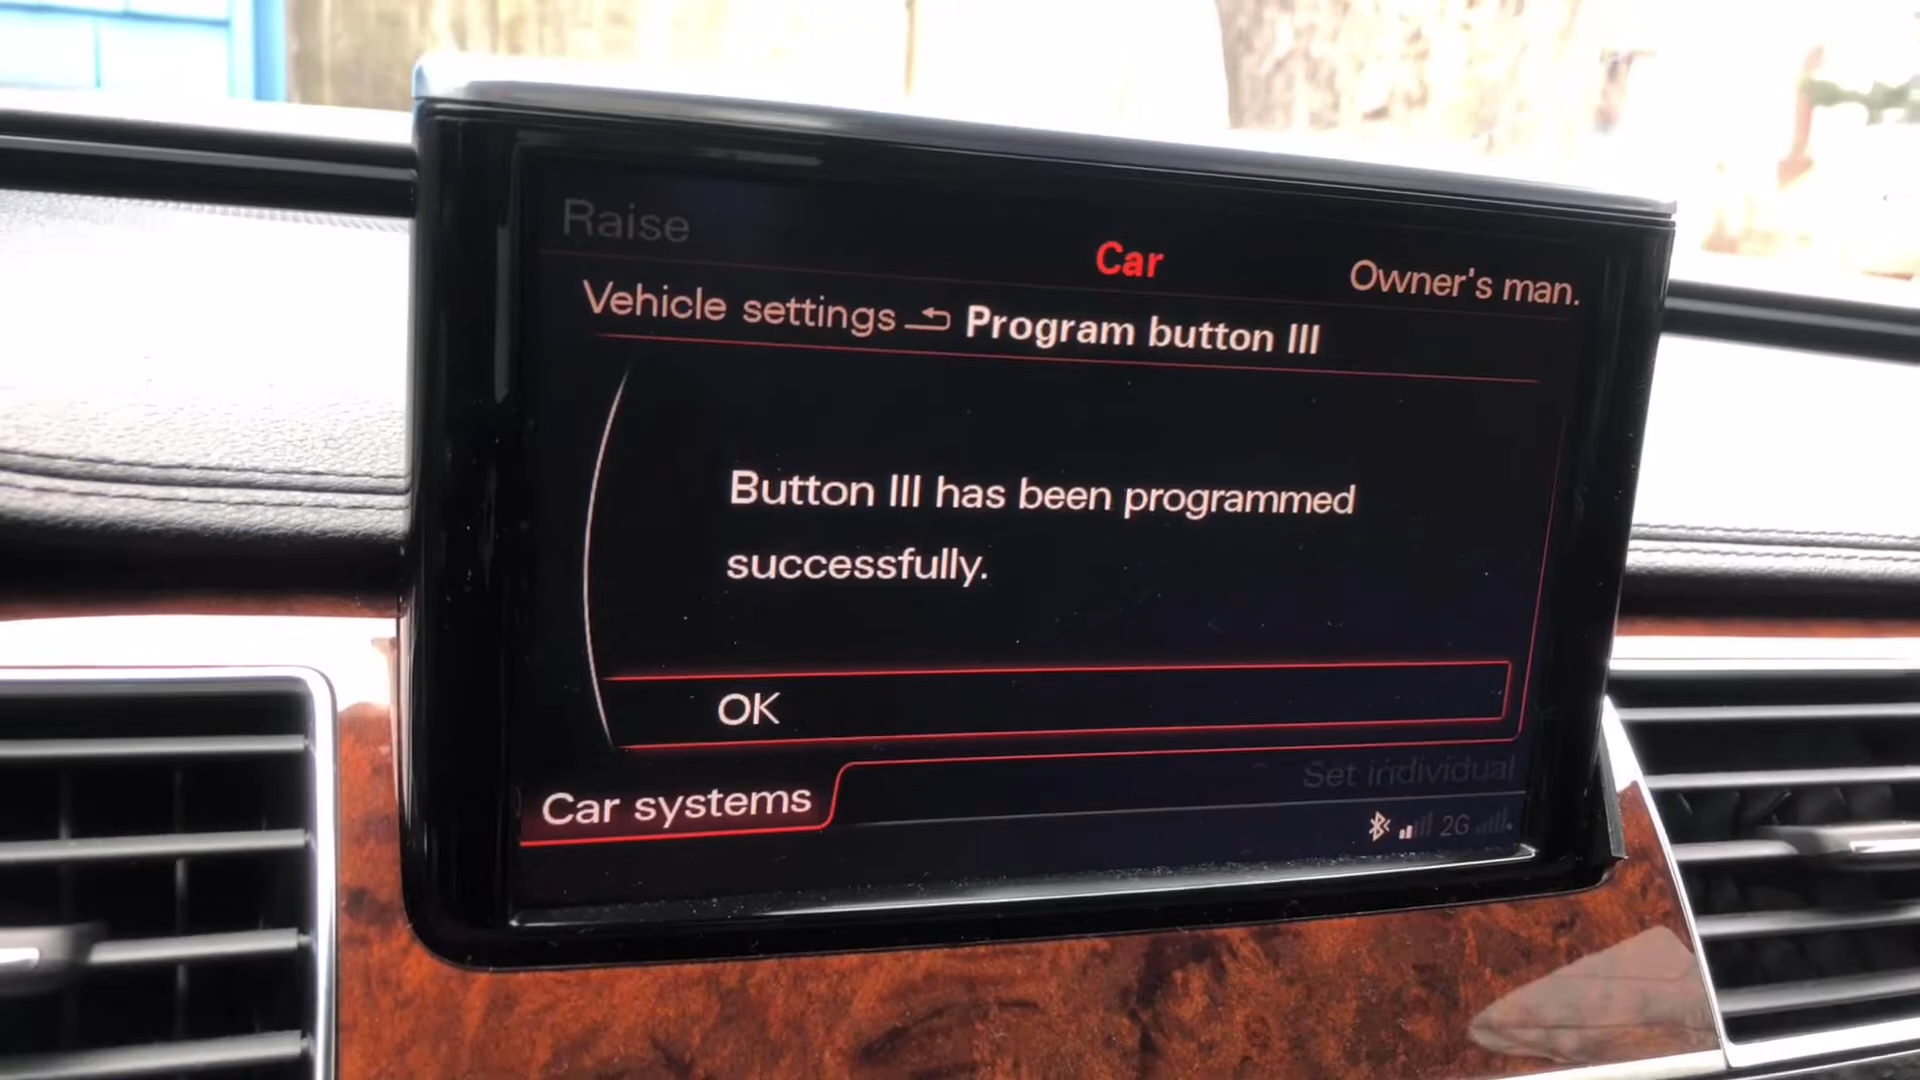 Raise
Car
Owner's man.
Vehicle settings Program button III
Button III has been programmed
successfully.
OK
Set individual
Car systems
2G